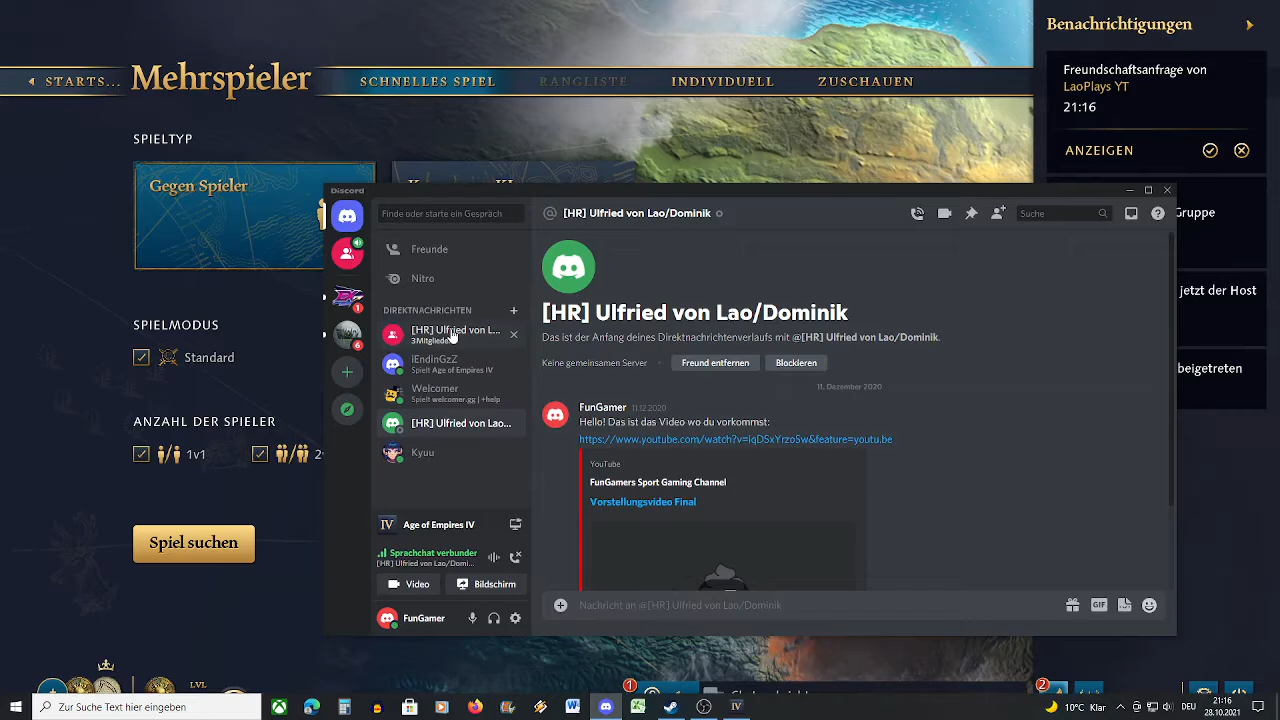 STARTS...
Mehrspieler
SCHNELLES SPIEL
RANGLISTE
INDIVIDUELL
ZUSCHAUEN
Benachrichtigungen
Freundschaftsanfrage von
LaoPlays YT
21:16
ANZEIGEN
Gruppe
jetzt der Host
beigetreten
SPIELTYP
Gegen Spieler
SPIELMODUS
Standard
ANZAHL DER SPIELER
1v1
Spiel suchen
LVL
Discord
Finde oder starte ein Gespräch
Freunde
Nitro
DIREKTNACHRICHTEN
[HR] Ulfried von L...
3Mitglieder
iEndinGzZ
Spielt Age of Empires IV
Welcomer
Spielt welcomer.gg | +help
[HR] Ulfried von Lao...
Kyuu
1
6
Age of Empires IV
Sprachchat verbunden
[HR] Ulfried von Lao/Domi...
Video
Bildschirm
FunGamer
[HR] Ulfried von Lao/Dominik
Suche
[HR] Ulfried von Lao/Dominik
Das ist der Anfang deines Direktnachrichtenverlaufs mit @[HR] Ulfried von Lao/Dominik.
Keine gemeinsamen Server
Freund entfernen
Blockieren
11. Dezember 2020
FunGamer 11.12.2020
Hello! Das ist das Video wo du vorkommst:
https://www.youtube.com/watch?v=iqDSxYrzo5w&feature=youtu.be
YouTube
FunGamers Sport Gaming Channel
Vorstellungsvideo Final
Nachricht an @[HR] Ulfried von Lao/Dominik
GIF
1
2
Zur Suche Text hier eingeben
10°C Klar
21:16
28.10.2021